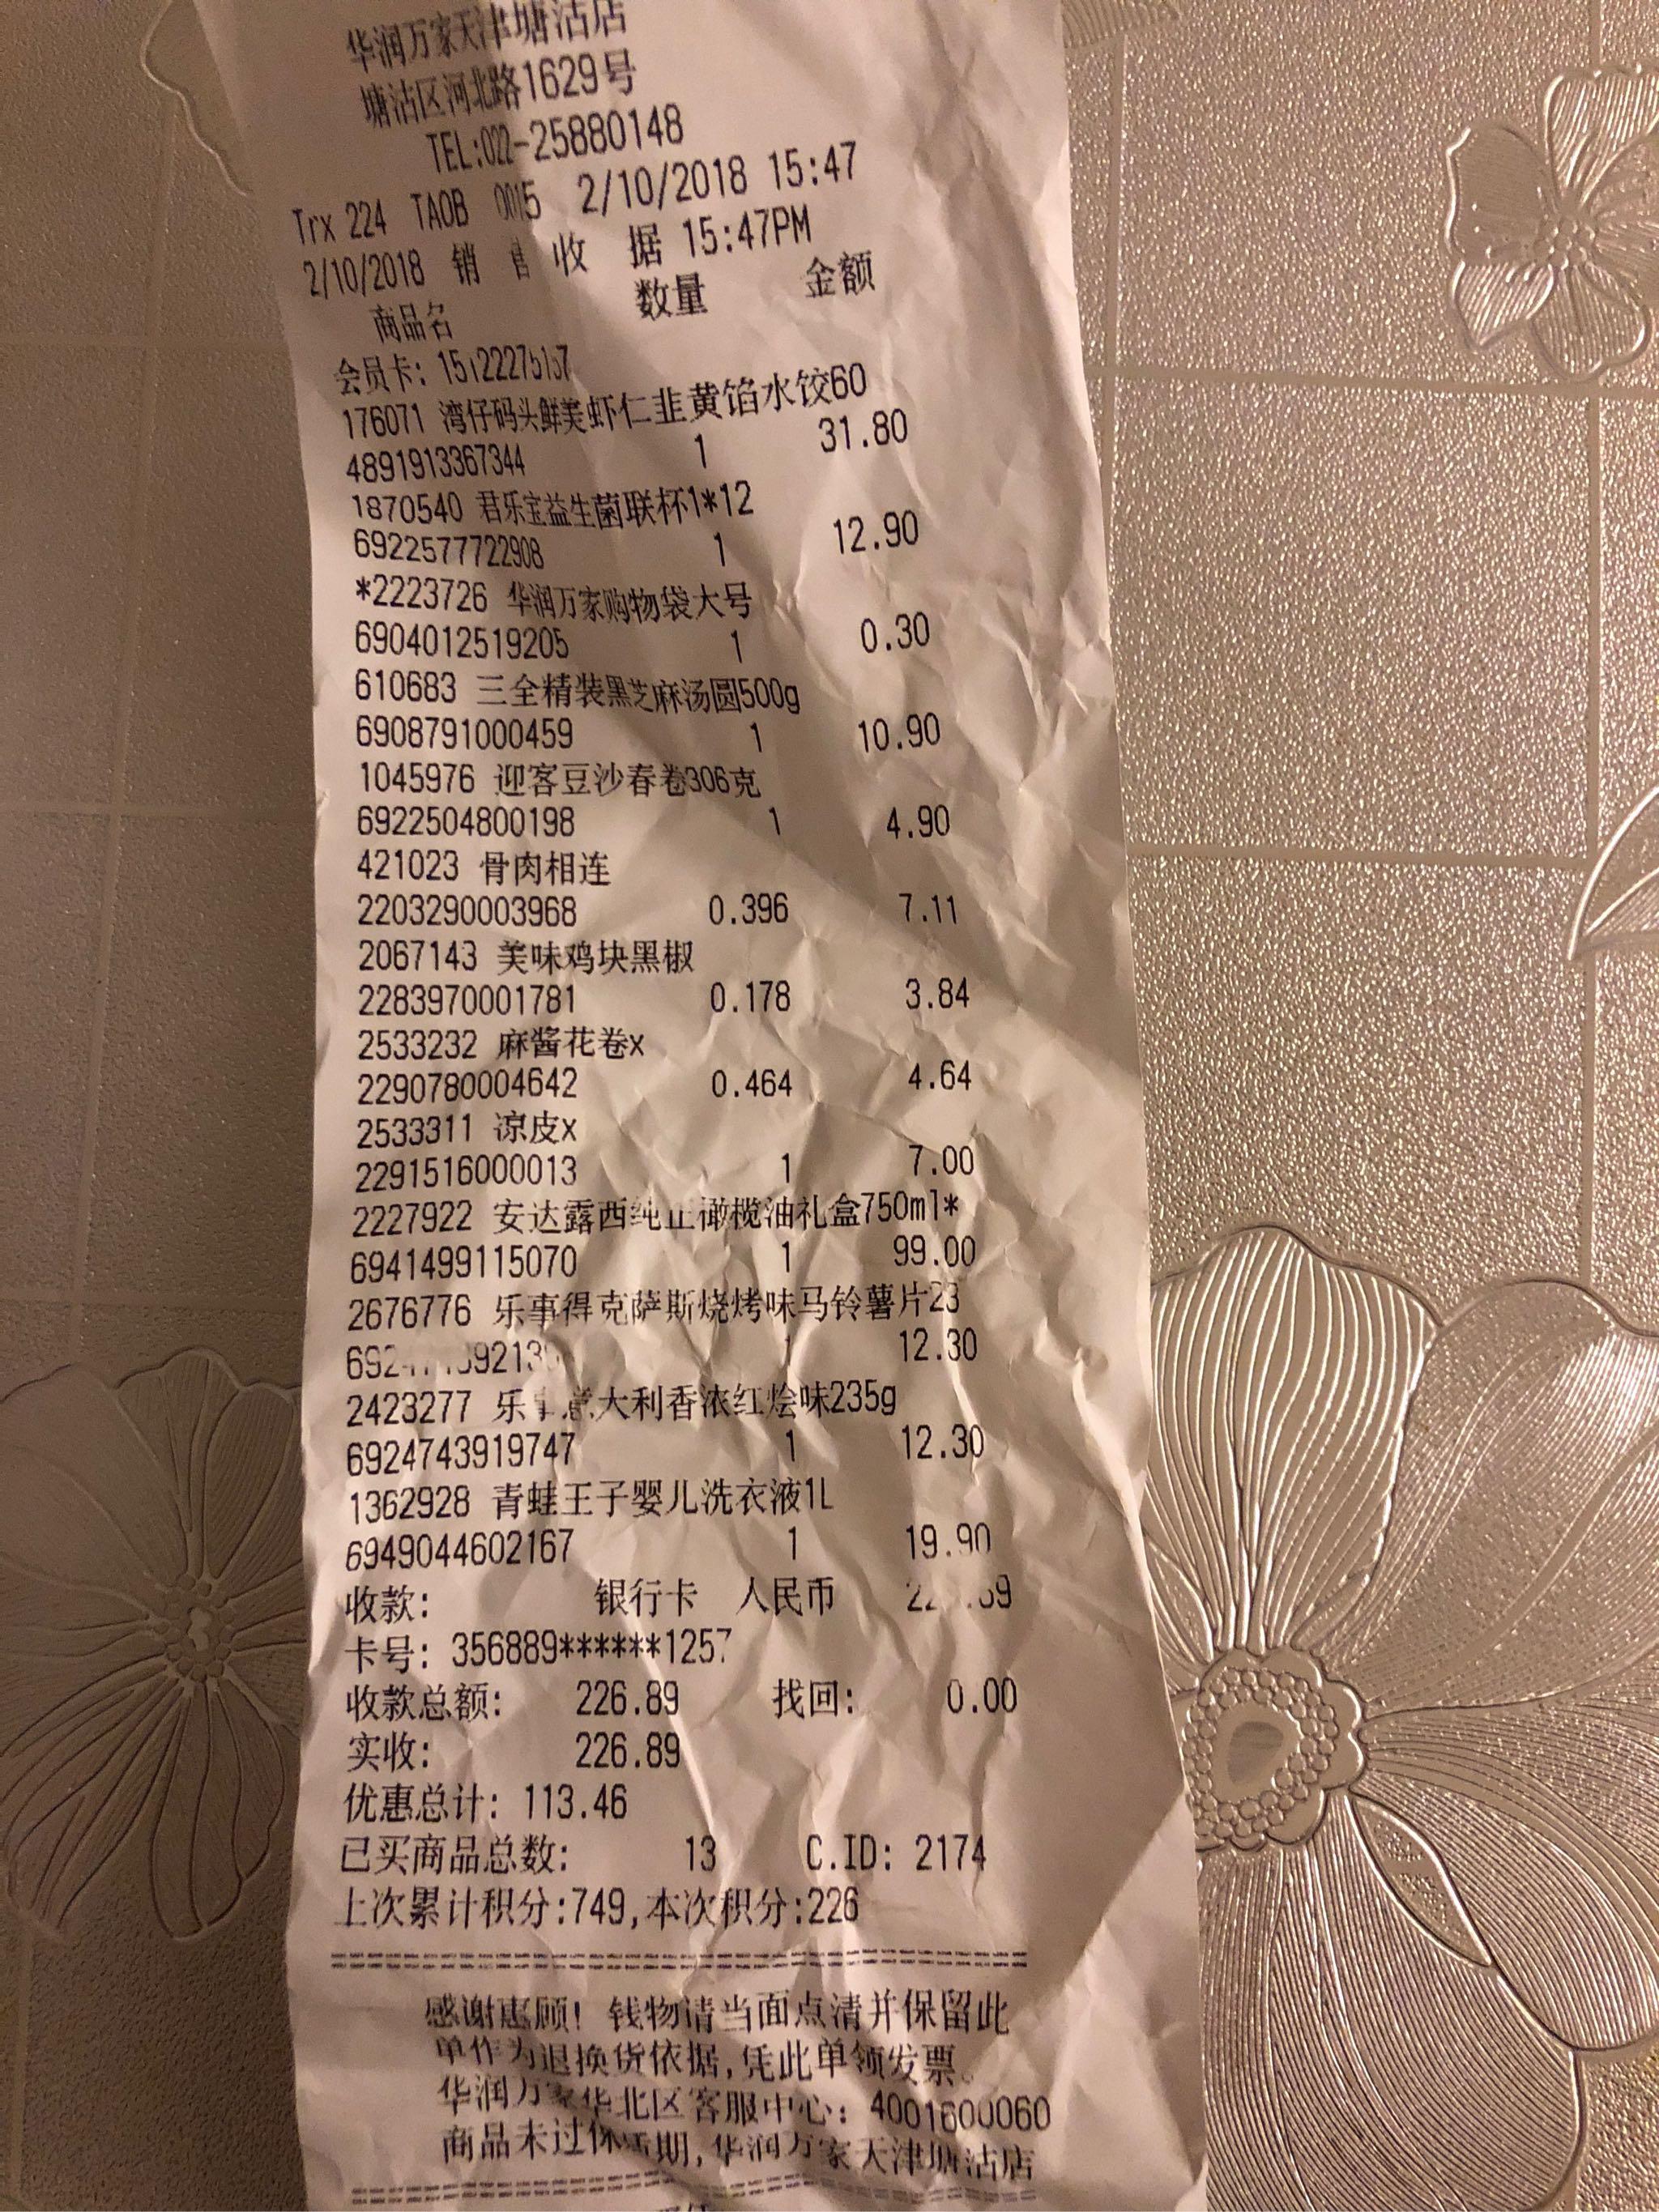 华润万家天津塘沽店
塘沽区河北路1629号
TEL:022-25880148
Trx 224 TAOB 0015 2/10/2018 15:47
2/10/2018 销 售 收 据 15:47PM
商品名 数量 金额
会员卡:
176071 湾仔码头鲜美虾仁韭黄馅水饺60
4891913367344 1 31.80
1870540 君乐宝益生菌联杯1*12
6922577722908 1 12.90
*2223726 华润万家购物袋大号
6904012519205 1 0.30
610683 三全精装黑芝麻汤圆500g
6908791000459 1 10.90
1045976 迎客豆沙春卷306克
6922504800198 1 4.90
421023 骨肉相连
2203290003968 0.396 7.11
2067143 美味鸡块黑椒
2283970001781 0.178 3.84
2533232 麻酱花卷x
2290780004642 0.464 4.64
2533311 凉皮x
2291516000013 1 7.00
2227922 安达露西纯正橄榄油礼盒750ml*
6941499115070 1 99.00
2676776 乐事得克萨斯烧烤味马铃薯片23
1 12.30
2423277 乐事意大利香浓红烩味235g
6924743919747 1 12.30
1362928 青蛙王子婴儿洗衣液1L
6949044602167 1 19.90
收款: 银行卡 人民币
卡号: 356889******1257
收款总额: 226.89 找回: 0.00
实收: 226.89
优惠总计: 113.46
已买商品总数: 13 C.ID: 2174
上次累计积分:749,本次积分:226
感谢惠顾! 钱物请当面点清并保留此
单作为退换货依据,凭此单领发票。
华润万家华北区客服中心: 4001600060
商品未过保质期,华润万家天津塘沽店